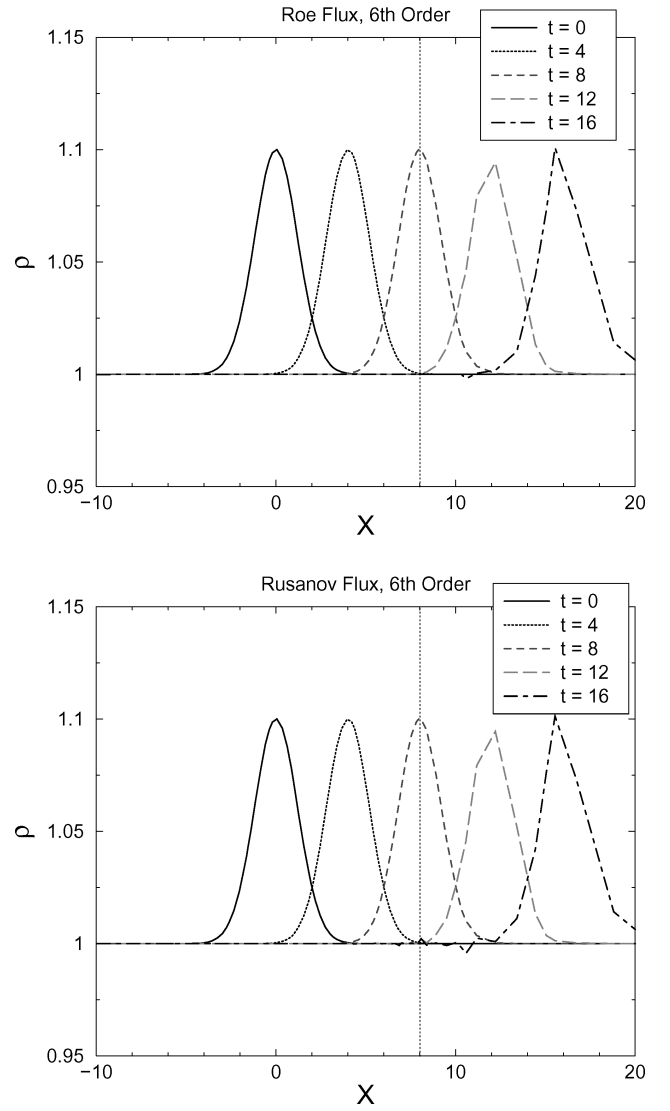 Roe Flux, 6th Order
t = 0
t = 4
t = 8
t = 12
t = 16
1.15
1.1
1.05
1
0.95
ρ
−10
0
10
20
X
Rusanov Flux, 6th Order
t = 0
t = 4
t = 8
t = 12
t = 16
1.15
1.1
1.05
1
0.95
ρ
−10
0
10
20
X